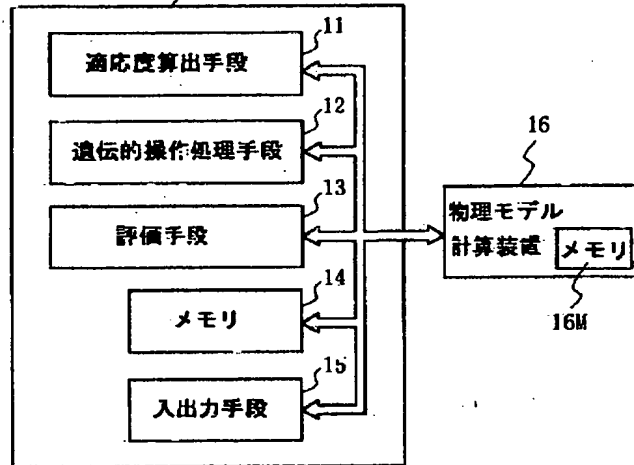 11
適応度算出手段
12
遺伝的操作処理手段
13
評価手段
14
メモリ
15
入出力手段
16
物理モデル
計算装置 メモリ
16M